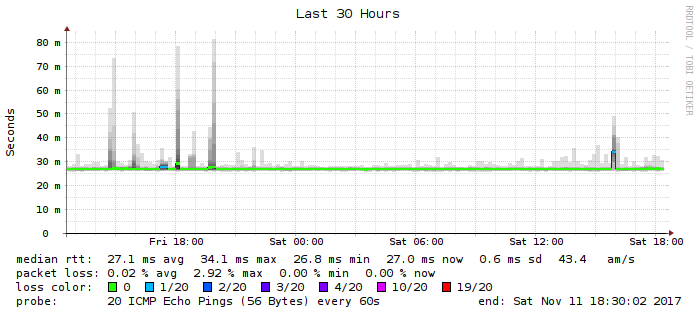 Last 30 Hours
RRDTOOL / TOBI OETIKER
Seconds
80 m
70 m
60 m
50 m
40 m
30 m
20 m
10 m
0
Fri 18:00 Sat 00:00 Sat 06:00 Sat 12:00 Sat 18:00
median rtt: 27.1 ms avg 34.1 ms max 26.8 ms min 27.0 ms now 0.6 ms sd 43.4 am/s
packet loss: 0.02 % avg 2.92 % max 0.00 % min 0.00 % now
loss color: 0 1/20 2/20 3/20 4/20 10/20 19/20
probe: 20 ICMP Echo Pings (56 Bytes) every 60s end: Sat Nov 11 18:30:02 2017